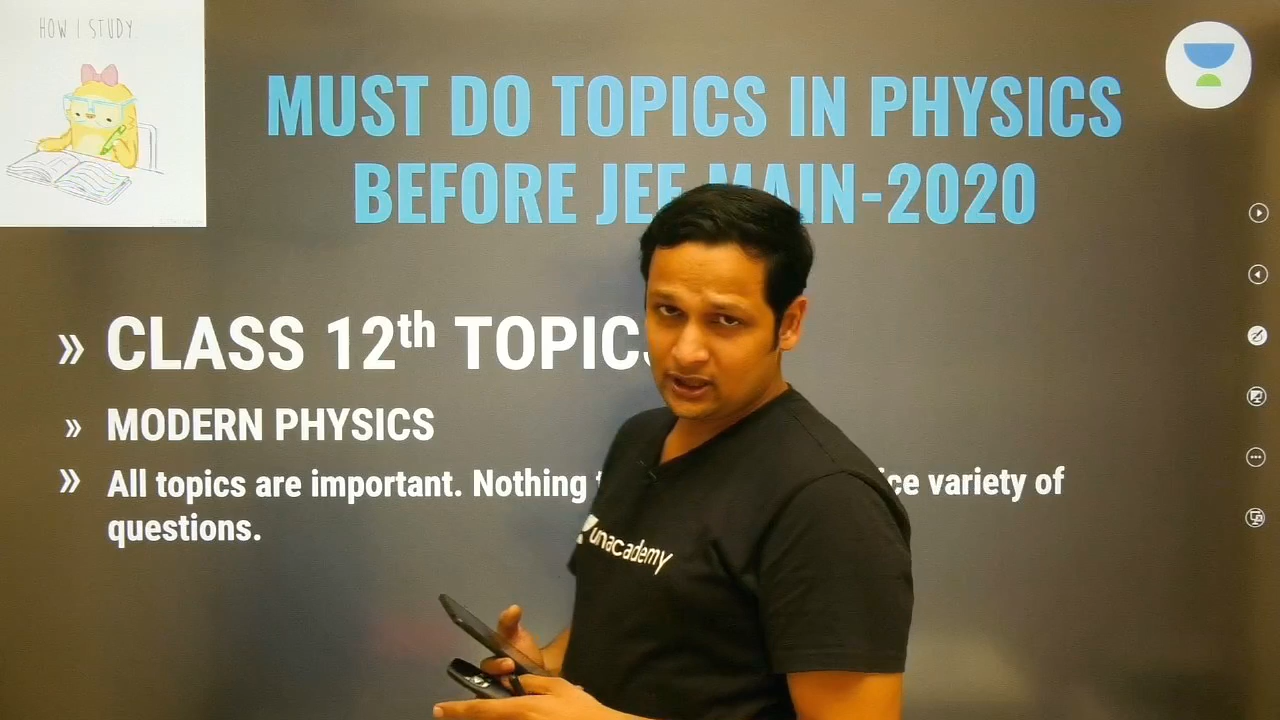 HOW I STUDY
MUST DO TOPICS IN PHYSICS
BEFORE JEE MAIN-2020
» CLASS 12th TOPICS
» MODERN PHYSICS
» All topics are important. Nothing variety of
questions.
unacademy